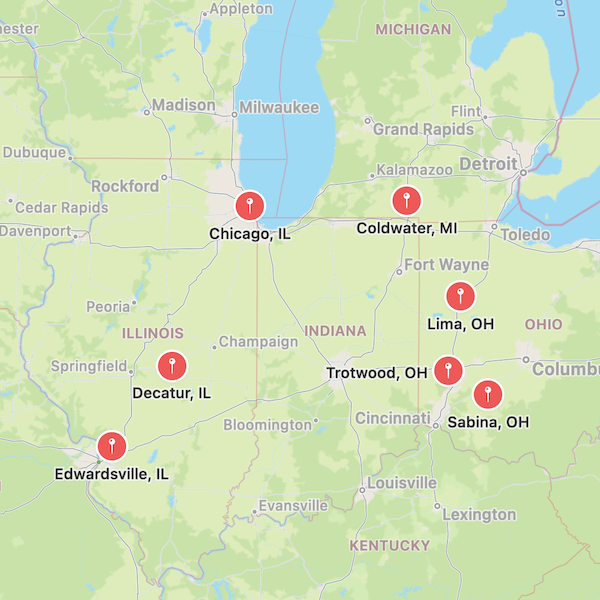 Appleton
MICHIGAN
Madison
Milwaukee
Flint
Grand Rapids
Dubuque
Detroit
Kalamazoo
Rockford
Cedar Rapids
Chicago, IL
Coldwater, MI
Davenport
Toledo
Fort Wayne
Peoria
Lima, OH
ILLINOIS
INDIANA
OHIO
Champaign
Springfield
Trotwood, OH
Columb
Decatur, IL
Cincinnati
Sabina, OH
Bloomington
Edwardsville, IL
Louisville
Evansville
Lexington
KENTUCKY